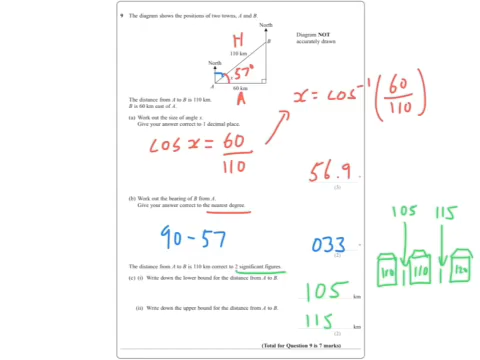 9 The diagram shows the positions of two towns, A and B.
North
B
Diagram NOT
accurately drawn
H
110 km
North
57°
x
A
60 km
A
The distance from A to B is 110 km.
B is 60 km east of A.
x = cos⁻¹ (60/110)
(a) Work out the size of angle x.
Give your answer correct to 1 decimal place.
cos x = 60/110
56.9
(2)
(b) Work out the bearing of B from A.
Give your answer correct to the nearest degree.
90 - 57
033
105 115
100 110 120
The distance from A to B is 110 km correct to 2 significant figures.
(c) (i) Write down the lower bound for the distance from A to B.
105 km
(ii) Write down the upper bound for the distance from A to B.
115 km
(2)
(Total for Question 9 is 7 marks)